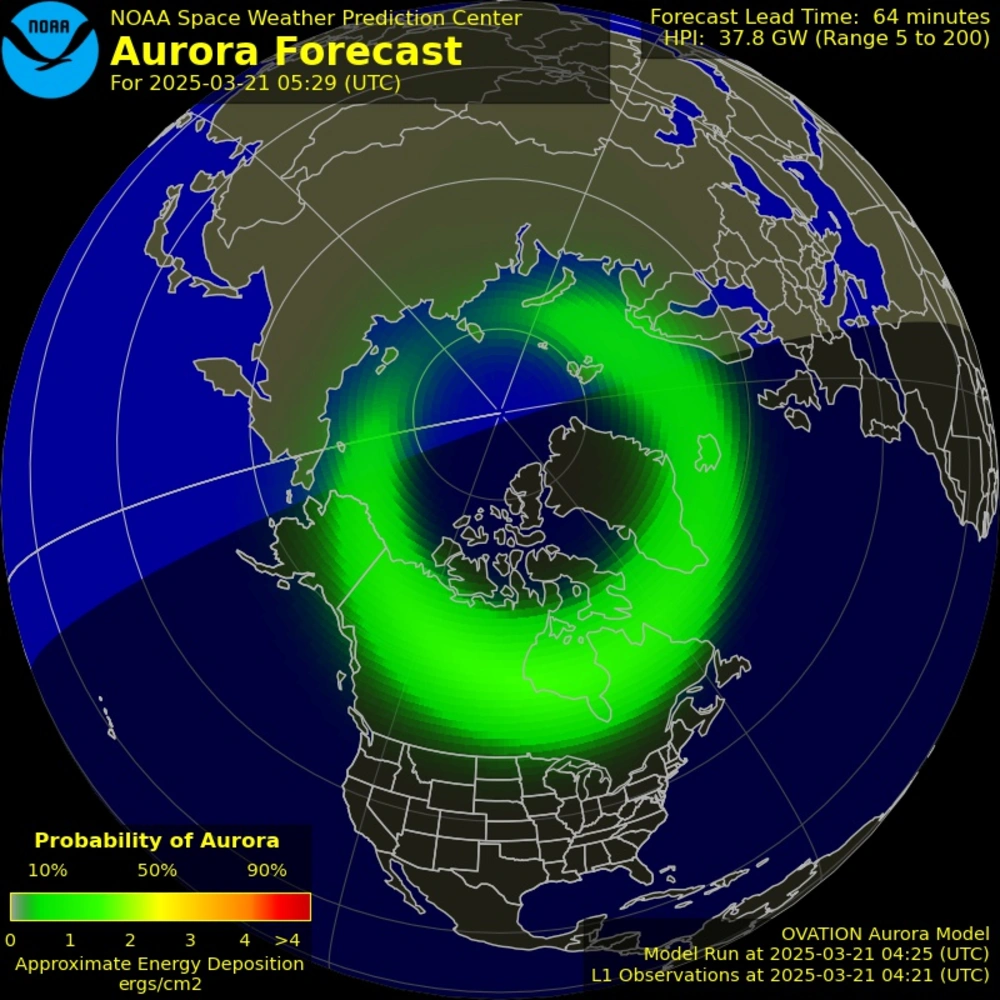 NOAA
NOAA Space Weather Prediction Center
Aurora Forecast
For 2025-03-21 05:29 (UTC)
Forecast Lead Time: 64 minutes
HPI: 37.8 GW (Range 5 to 200)
Probability of Aurora
10% 50% 90%
0 1 2 3 4 >4
Approximate Energy Deposition
ergs/cm2
OVATION Aurora Model
Model Run at 2025-03-21 04:25 (UTC)
L1 Observations at 2025-03-21 04:21 (UTC)